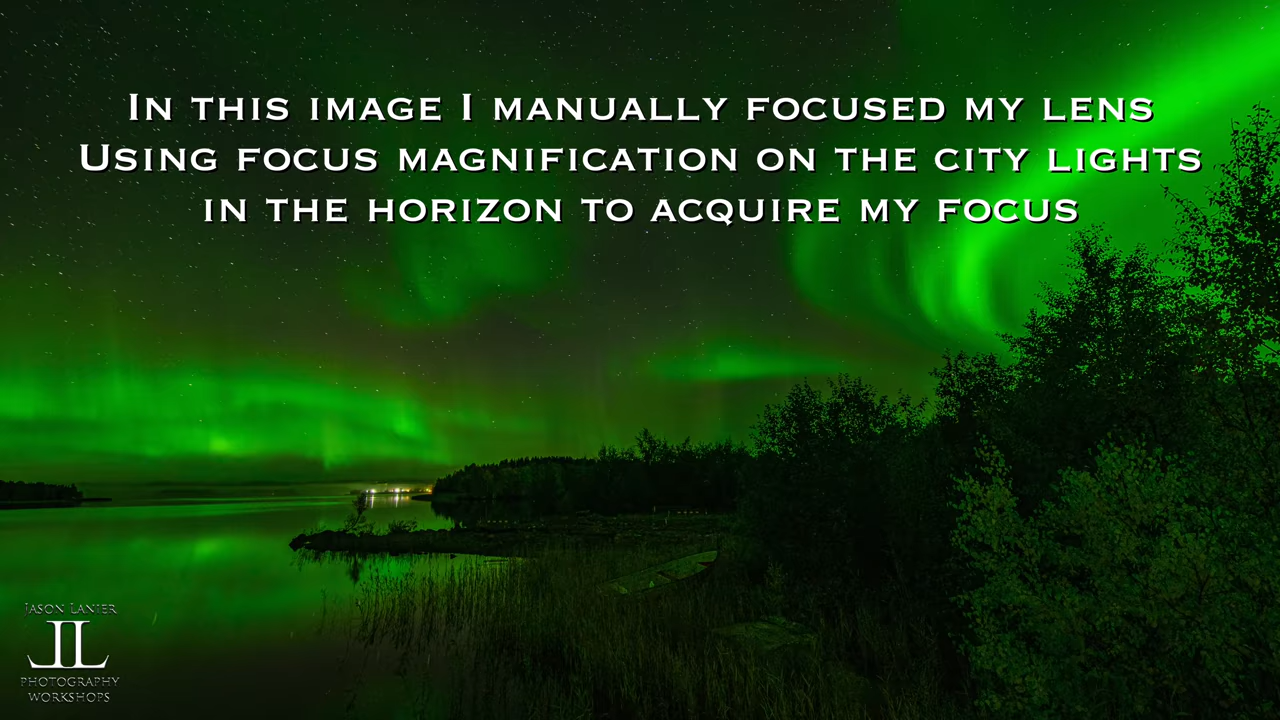 In this image I manually focused my lens
Using focus magnification on the city lights
in the horizon to acquire my focus
Jason Lanier
JL
Photography
Workshops